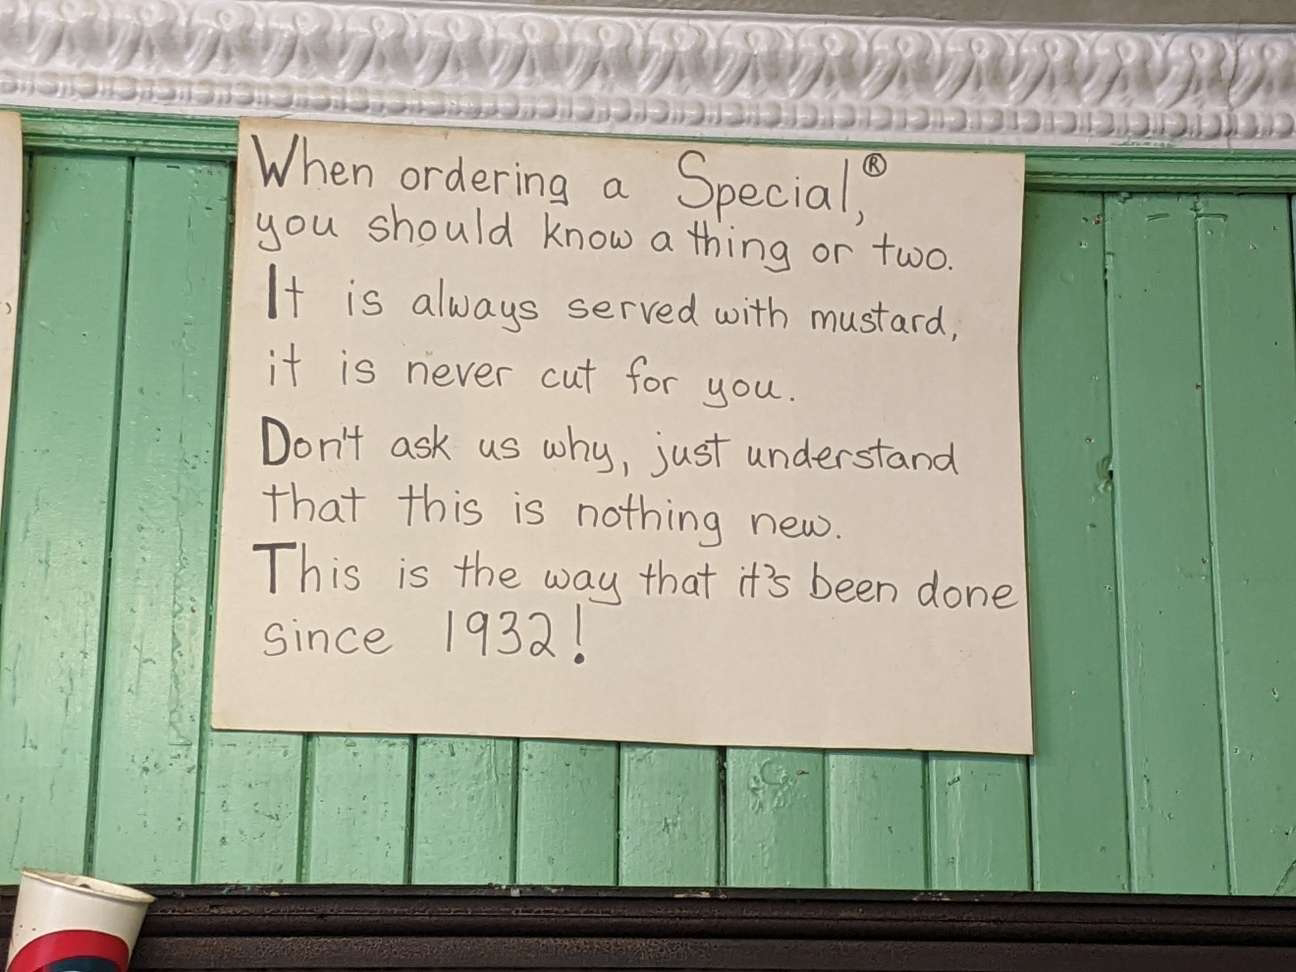 When ordering a Special,®
you should know a thing or two.
It is always served with mustard,
it is never cut for you.
Don't ask us why, just understand
that this is nothing new.
This is the way that it's been done
since 1932!